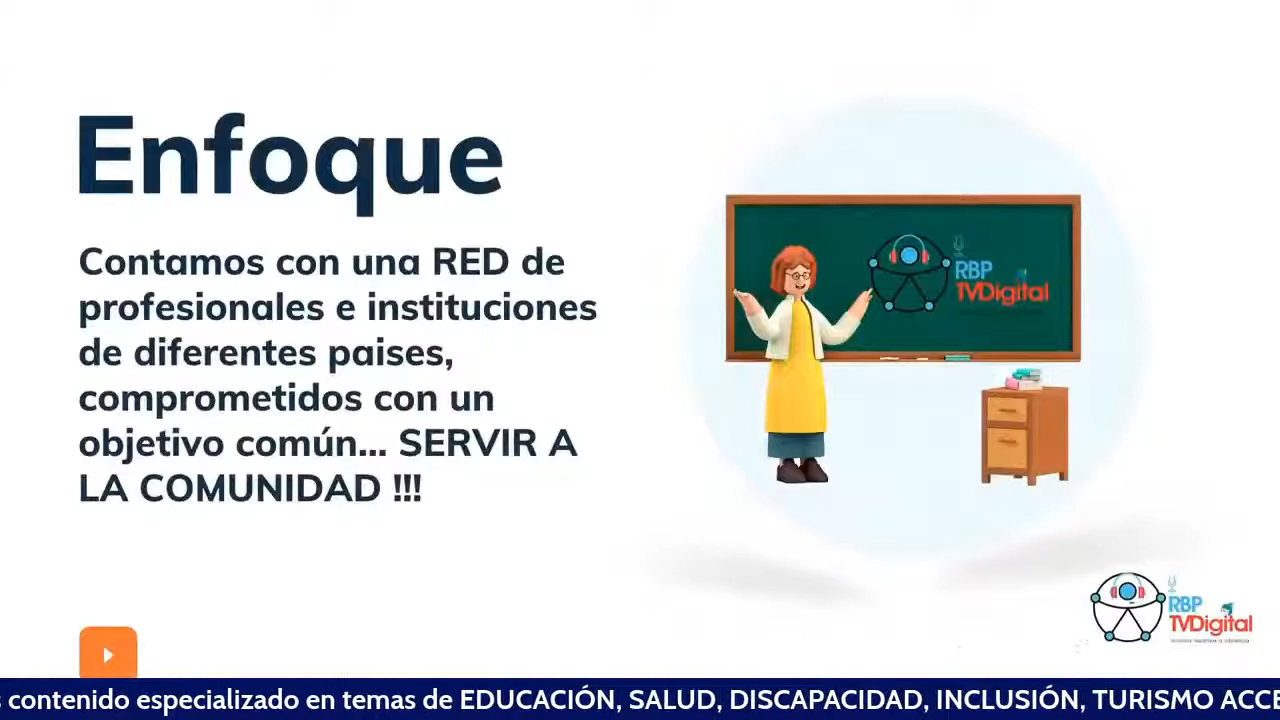 Enfoque
Contamos con una RED de
profesionales e instituciones
de diferentes paises,
comprometidos con un
objetivo común... SERVIR A
LA COMUNIDAD !!!
RBP
TVDigital
RBP
TVDigital
contenido especializado en temas de EDUCACIÓN, SALUD, DISCAPACIDAD, INCLUSIÓN, TURISMO ACCE